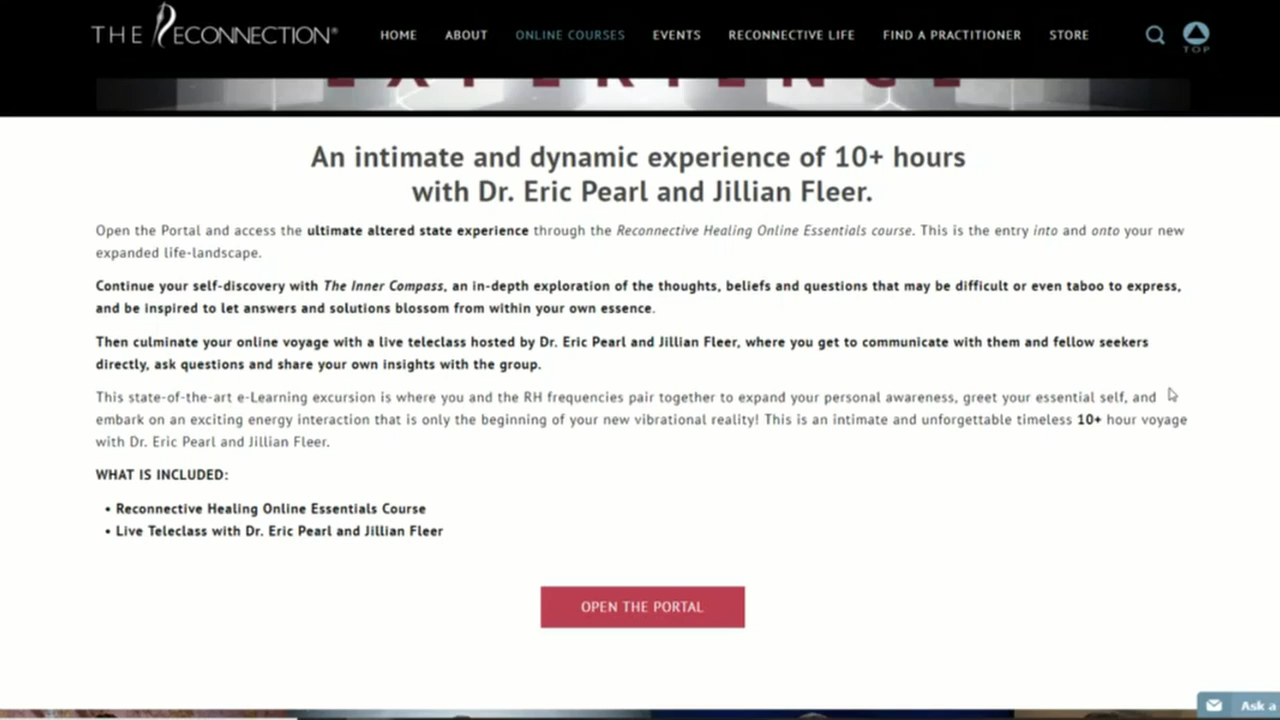 THE RECONNECTION®
HOME ABOUT ONLINE COURSES EVENTS RECONNECTIVE LIFE FIND A PRACTITIONER STORE
TOP
EXPERIENCE
An intimate and dynamic experience of 10+ hours
with Dr. Eric Pearl and Jillian Fleer.
Open the Portal and access the ultimate altered state experience through the Reconnective Healing Online Essentials course. This is the entry into and onto your new
expanded life-landscape.
Continue your self-discovery with The Inner Compass, an in-depth exploration of the thoughts, beliefs and questions that may be difficult or even taboo to express,
and be inspired to let answers and solutions blossom from within your own essence.
Then culminate your online voyage with a live teleclass hosted by Dr. Eric Pearl and Jillian Fleer, where you get to communicate with them and fellow seekers
directly, ask questions and share your own insights with the group.
This state-of-the-art e-Learning excursion is where you and the RH frequencies pair together to expand your personal awareness, greet your essential self, and
embark on an exciting energy interaction that is only the beginning of your new vibrational reality! This is an intimate and unforgettable timeless 10+ hour voyage
with Dr. Eric Pearl and Jillian Fleer.
WHAT IS INCLUDED:
• Reconnective Healing Online Essentials Course
• Live Teleclass with Dr. Eric Pearl and Jillian Fleer
OPEN THE PORTAL
Ask a